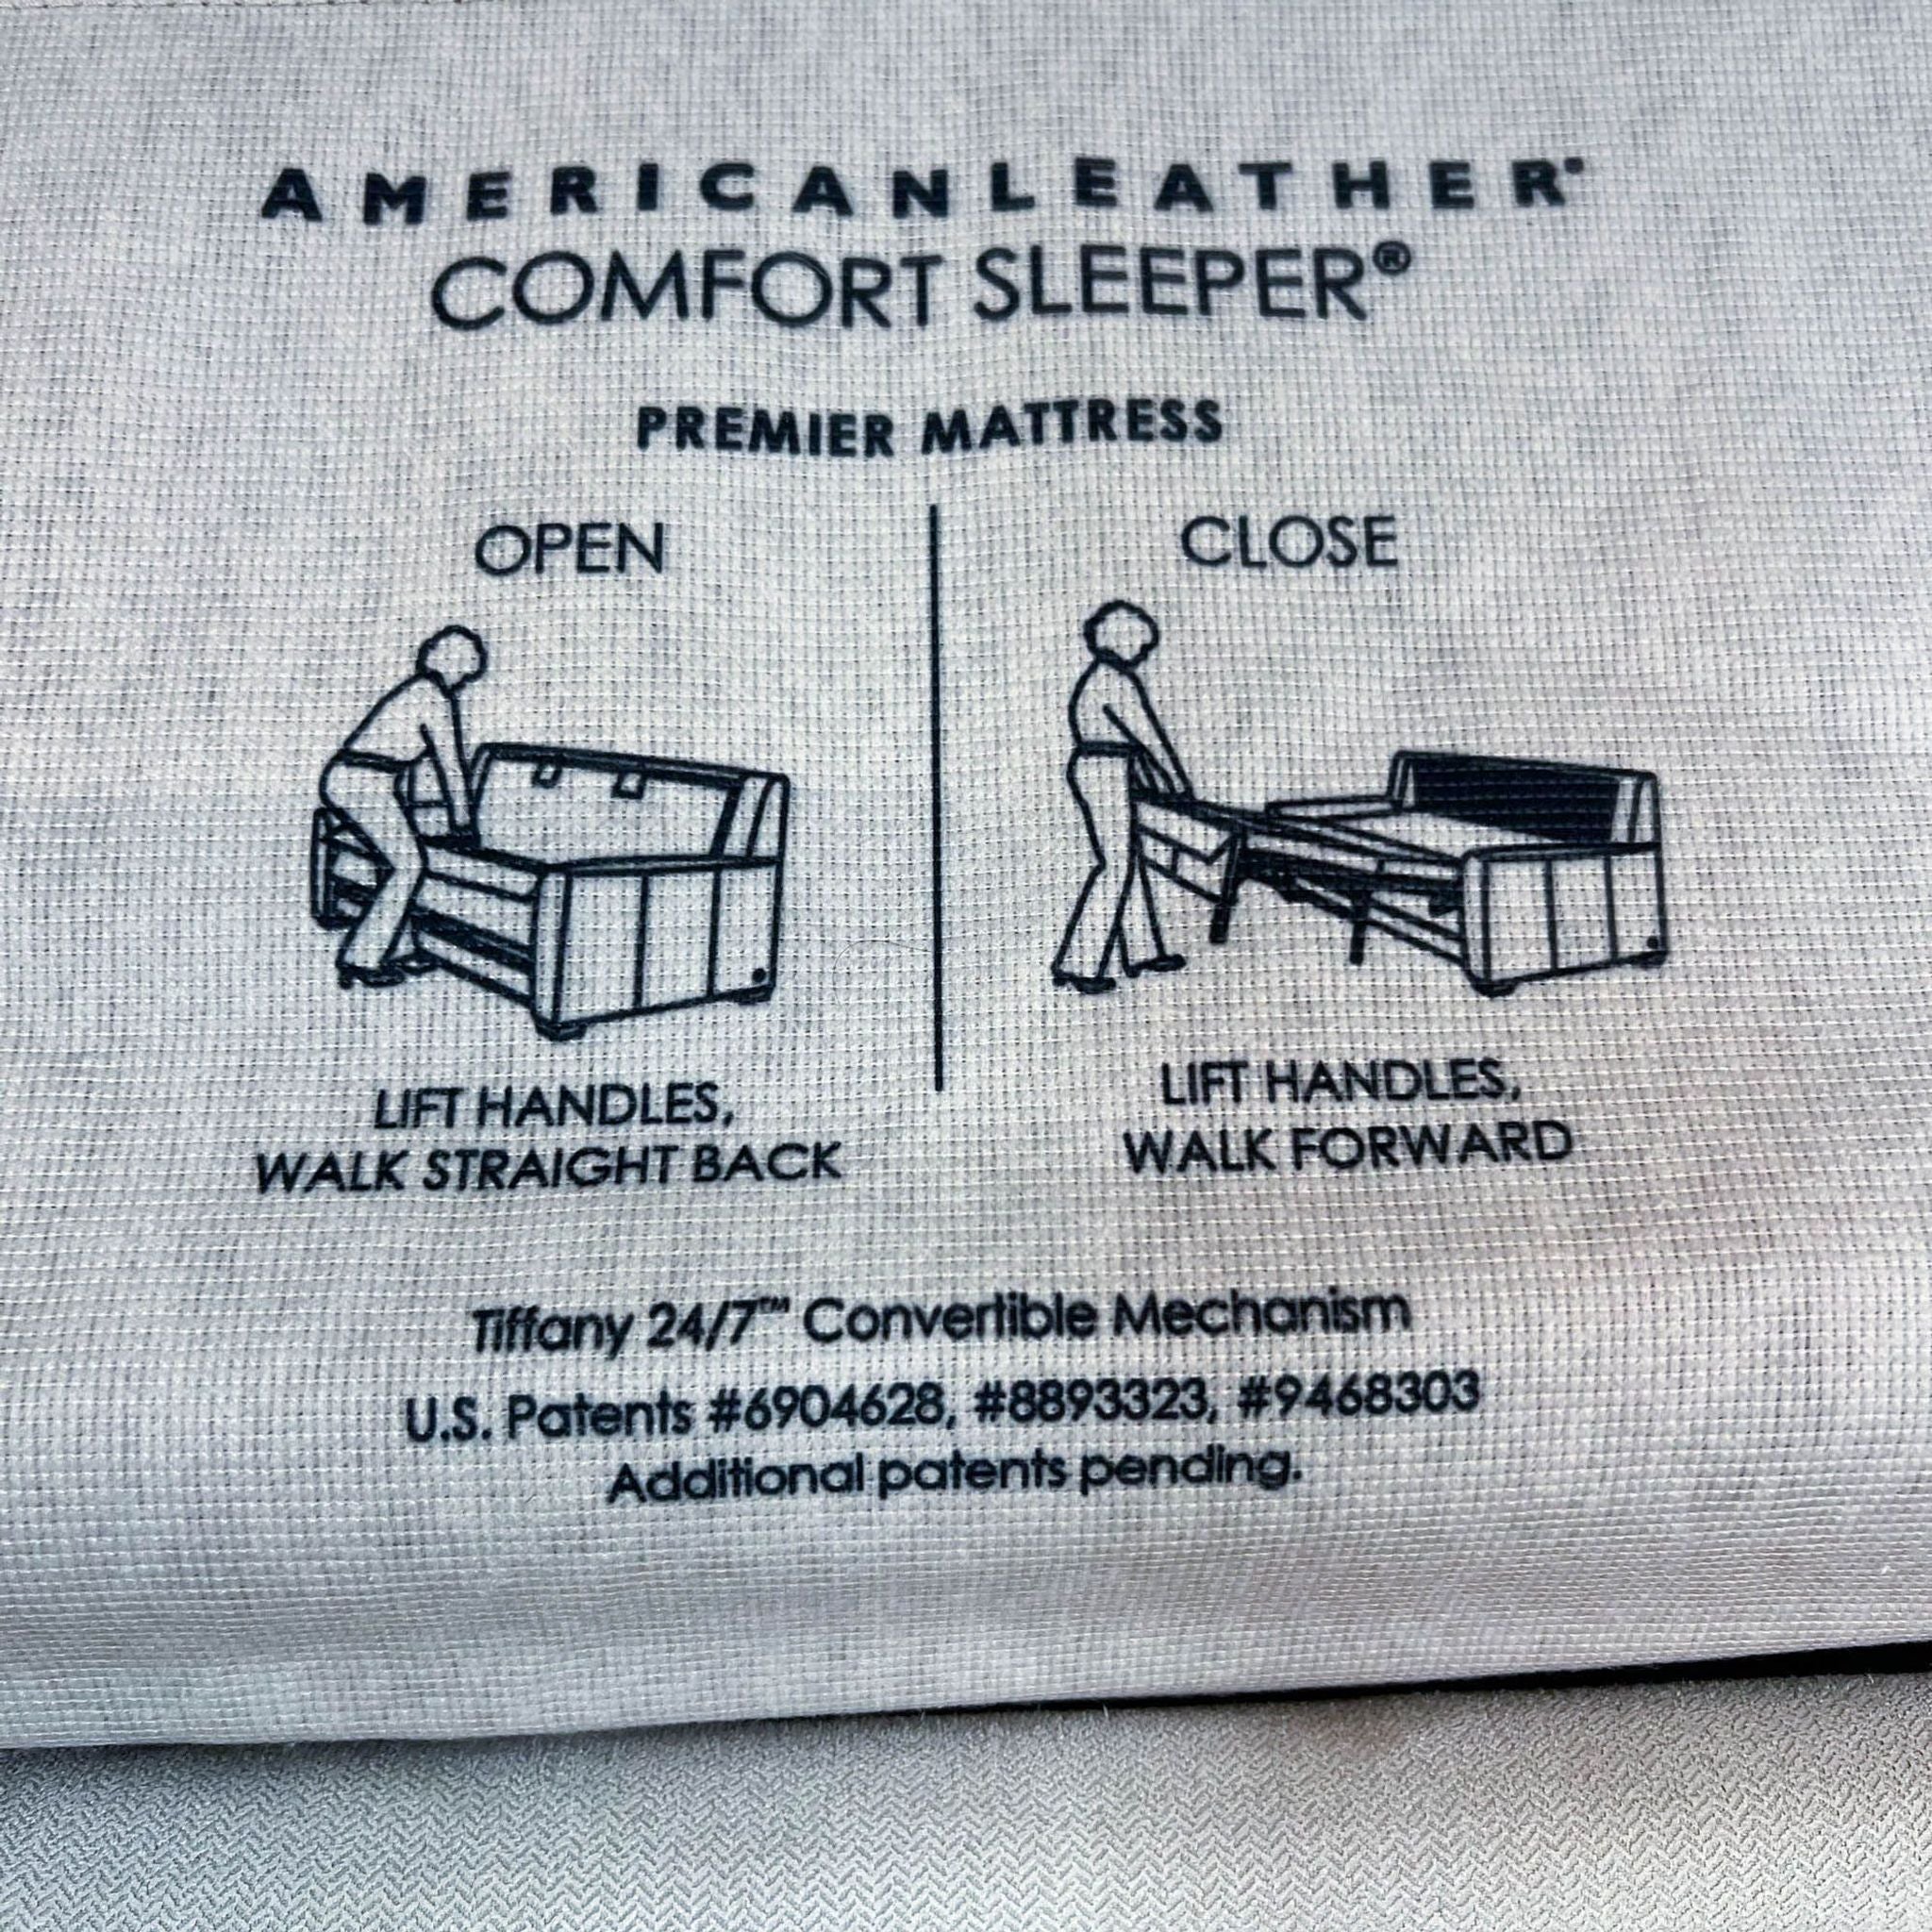 AMERICANLEATHER®
COMFORT SLEEPER®
PREMIER MATTRESS
OPEN
LIFT HANDLES,
WALK STRAIGHT BACK
CLOSE
LIFT HANDLES,
WALK FORWARD
Tiffany 24/7™ Convertible Mechanism
U.S. Patents #6904628, #8893323, #9468303
Additional patents pending.